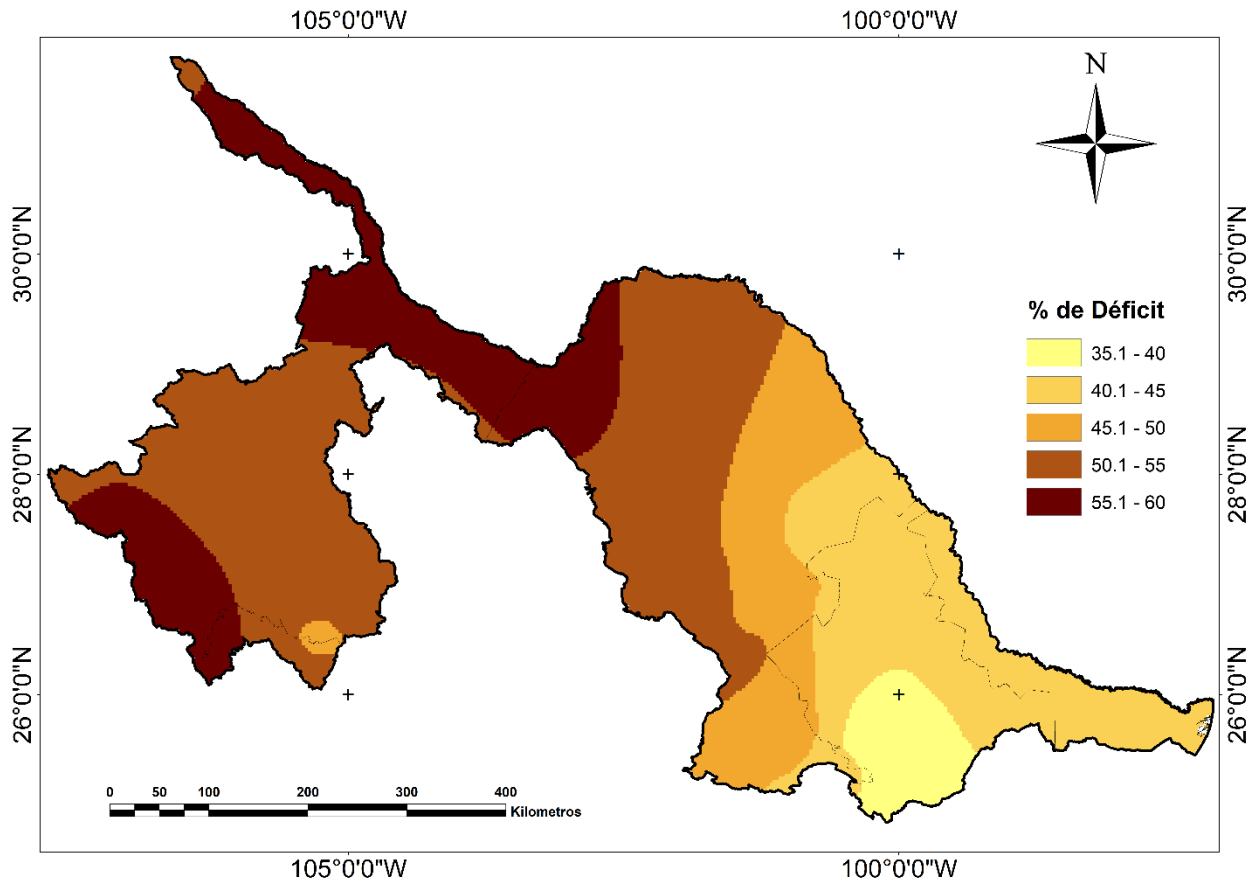 105°0'0"W 100°0'0"W
N
30°0'0"N 30°0'0"N
% de Déficit
35.1 - 40
40.1 - 45
45.1 - 50
50.1 - 55
55.1 - 60
28°0'0"N 28°0'0"N
26°0'0"N 26°0'0"N
0 50 100 200 300 400
Kilometros
105°0'0"W 100°0'0"W